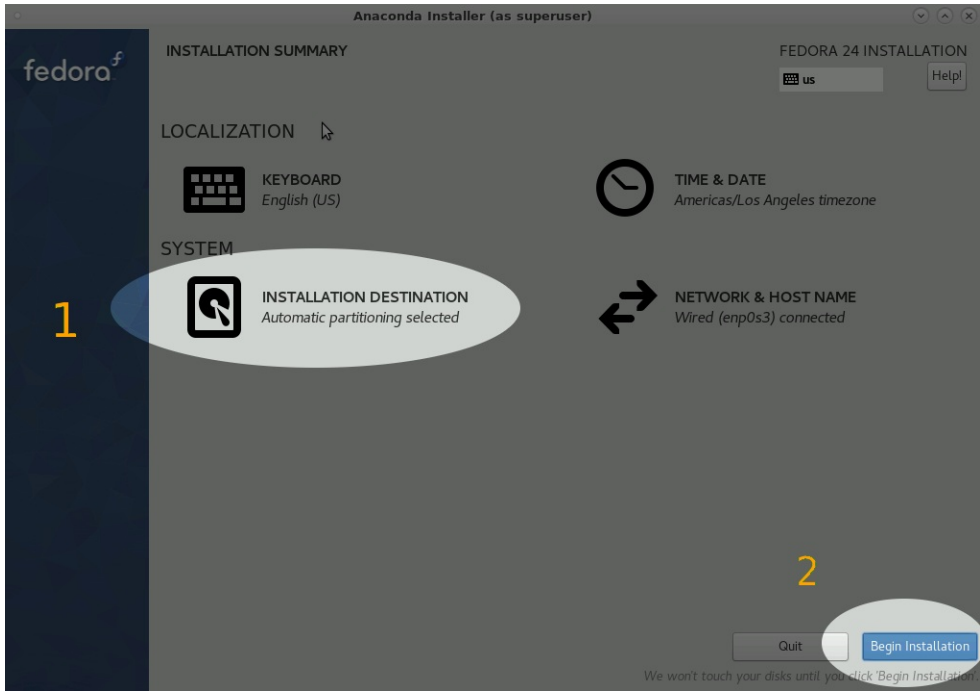 Anaconda Installer (as superuser)
fedora
INSTALLATION SUMMARY
FEDORA 24 INSTALLATION
us
Help!
LOCALIZATION
KEYBOARD
English (US)
TIME & DATE
Americas/Los Angeles timezone
SYSTEM
1
INSTALLATION DESTINATION
Automatic partitioning selected
NETWORK & HOST NAME
Wired (enp0s3) connected
2
Quit
Begin Installation
We won't touch your disks until you click 'Begin Installation